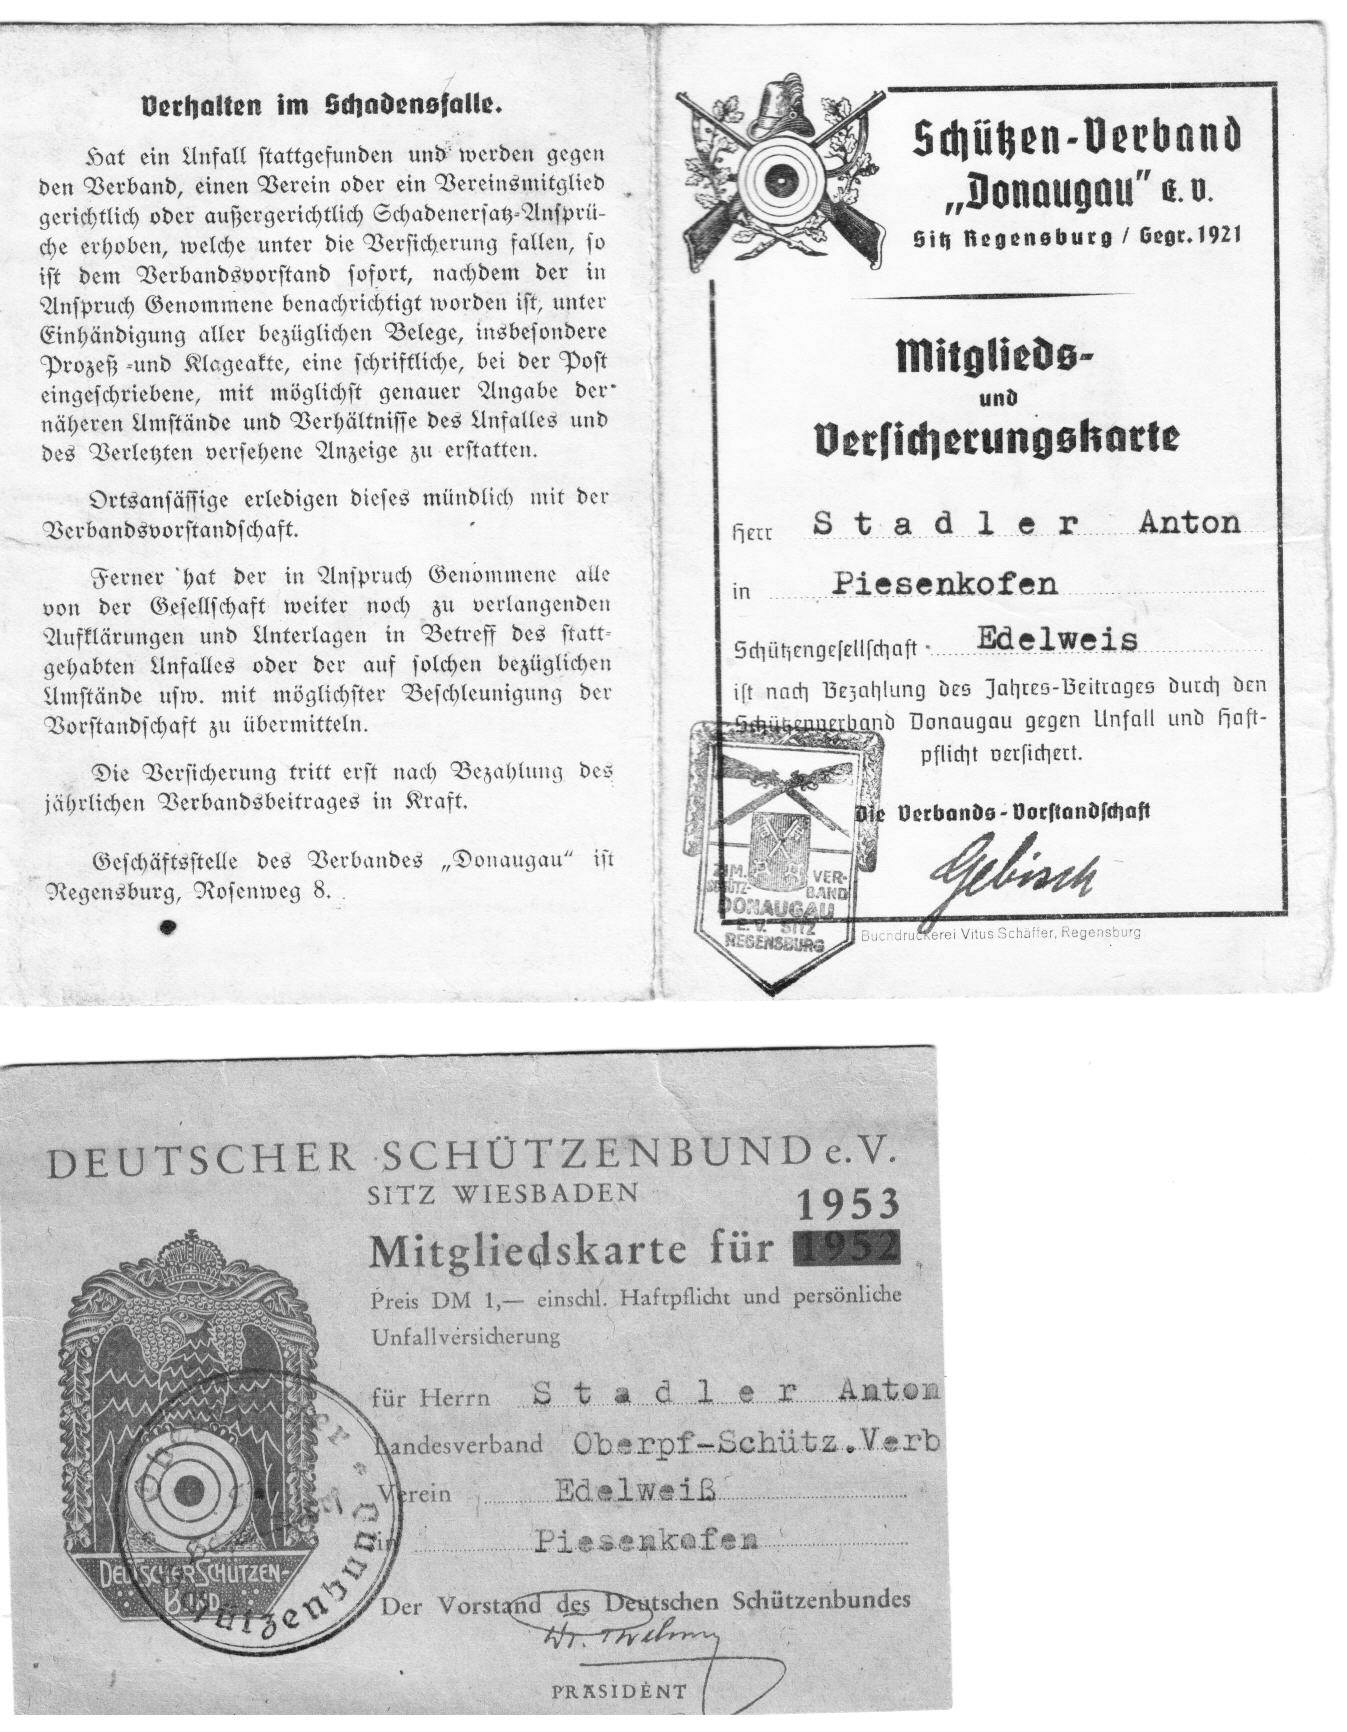 Verhalten im Schadensfalle.
Hat ein Unfall stattgefunden und werden gegen
den Verband, einen Verein oder ein Vereinsmitglied
gerichtlich oder außergerichtlich Schadenersatz-Ansprü-
che erhoben, welche unter die Versicherung fallen, so
ist dem Verbandsvorstand sofort, nachdem der in
Anspruch Genommene benachrichtigt worden ist, unter
Einhändigung aller bezüglichen Belege, insbesondere
Prozeß-und Klageakte, eine schriftliche, bei der Post
eingeschriebene, mit möglichst genauer Angabe der
näheren Umstände und Verhältnisse des Unfalles und
des Verletzten versehene Anzeige zu erstatten.
Ortsansässige erledigen dieses mündlich mit der
Verbandsvorstandschaft.
Ferner hat der in Anspruch Genommene alle
von der Gesellschaft weiter noch zu verlangenden
Aufklärungen und Unterlagen in Betreff des statt-
gehabten Unfalles oder der auf solchen bezüglichen
Umstände usw. mit möglichster Beschleunigung der
Vorstandschaft zu übermitteln.
Die Versicherung tritt erst nach Bezahlung des
jährlichen Verbandsbeitrages in Kraft.
Geschäftsstelle des Verbandes „Donaugau“ ist
Regensburg, Rosenweg 8.
Schützen-Verband
„Donaugau” E. V.
Sitz Regensburg / Gegr. 1921
Mitglieds-
und
Versicherungskarte
Herr Stadler Anton
in Piesenkofen
Schützengesellschaft Edelweis
ist nach Bezahlung des Jahres-Beitrages durch den
Schützenverband Donaugau gegen Unfall und Haft-
pflicht versichert.
Die Verbands-Vorstandschaft
Gebisch
ZIM. VER-
SCHÜTZ- BAND
DONAUGAU
E. V. SITZ
REGENSBURG
Buchdruckerei Vitus Schäffer, Regensburg
DEUTSCHER SCHÜTZENBUND e. V.
SITZ WIESBADEN
1953
Mitgliedskarte für 1952
Preis DM 1,— einschl. Haftpflicht und persönliche
Unfallversicherung
für Herrn Stadler Anton
Landesverband Oberpf-Schütz.Verb
Verein Edelweiß
in Piesenkofen
DEUTSCHER SCHÜTZEN-
BUND
Schützenbund
Der Vorstand des Deutschen Schützenbundes
Dr.
PRÄSIDENT